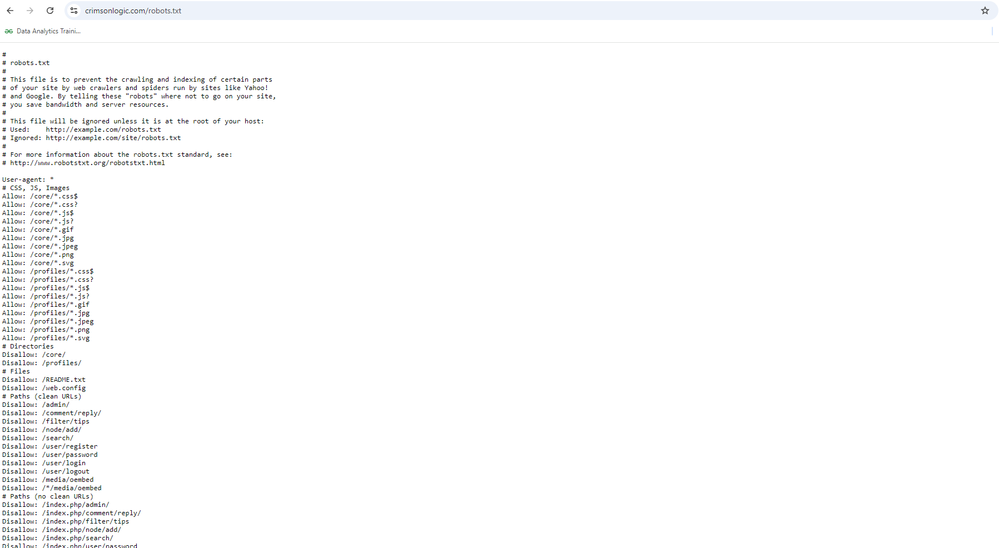 crimsonlogic.com/robots.txt
Data Analytics Traini...
#
# robots.txt
#
# This file is to prevent the crawling and indexing of certain parts
# of your site by web crawlers and spiders run by sites like Yahoo!
# and Google. By telling these "robots" where not to go on your site,
# you save bandwidth and server resources.
#
# This file will be ignored unless it is at the root of your host:
# Used:    http://example.com/robots.txt
# Ignored: http://example.com/site/robots.txt
#
# For more information about the robots.txt standard, see:
# http://www.robotstxt.org/robotstxt.html
User-agent: *
# CSS, JS, Images
Allow: /core/*.css$
Allow: /core/*.css?
Allow: /core/*.js$
Allow: /core/*.js?
Allow: /core/*.gif
Allow: /core/*.jpg
Allow: /core/*.jpeg
Allow: /core/*.png
Allow: /core/*.svg
Allow: /profiles/*.css$
Allow: /profiles/*.css?
Allow: /profiles/*.js$
Allow: /profiles/*.js?
Allow: /profiles/*.gif
Allow: /profiles/*.jpg
Allow: /profiles/*.jpeg
Allow: /profiles/*.png
Allow: /profiles/*.svg
# Directories
Disallow: /core/
Disallow: /profiles/
# Files
Disallow: /README.txt
Disallow: /web.config
# Paths (clean URLs)
Disallow: /admin/
Disallow: /comment/reply/
Disallow: /filter/tips
Disallow: /node/add/
Disallow: /search/
Disallow: /user/register
Disallow: /user/password
Disallow: /user/login
Disallow: /user/logout
Disallow: /media/oembed
Disallow: /*/media/oembed
# Paths (no clean URLs)
Disallow: /index.php/admin/
Disallow: /index.php/comment/reply/
Disallow: /index.php/filter/tips
Disallow: /index.php/node/add/
Disallow: /index.php/search/
Disallow: /index.php/user/password